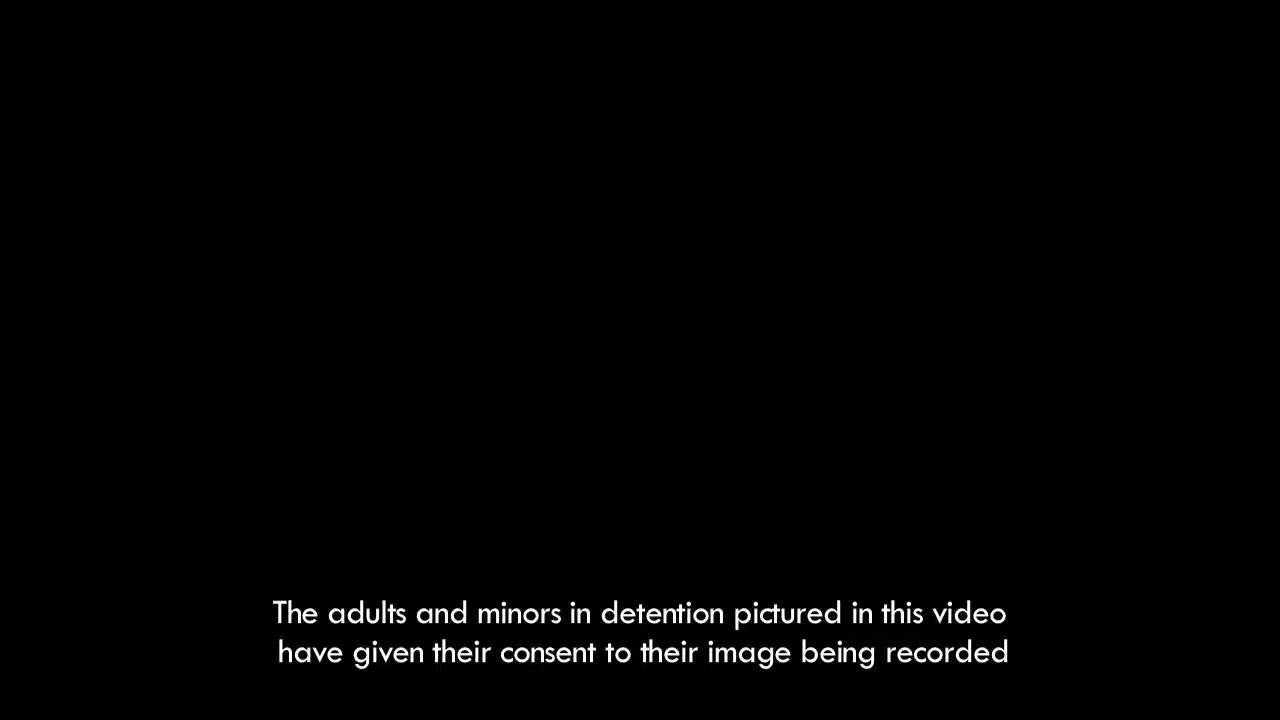 The adults and minors in detention pictured in this video
have given their consent to their image being recorded